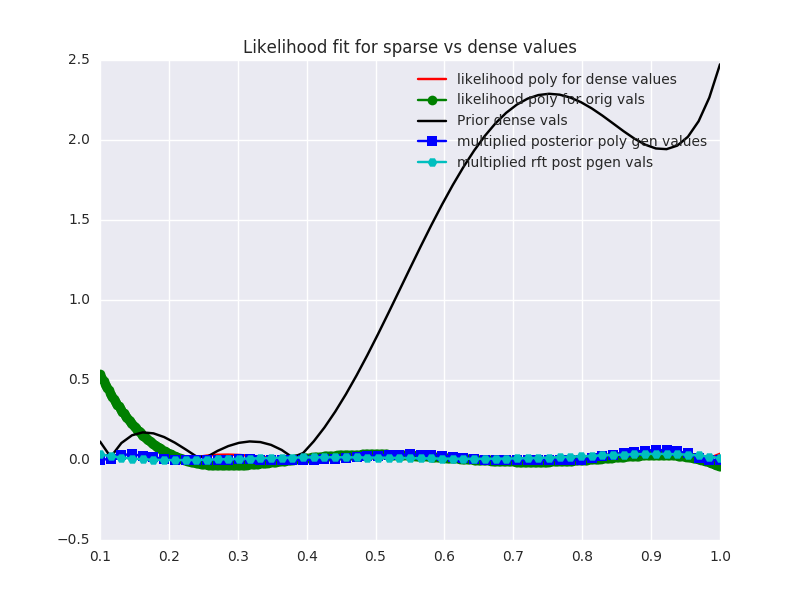 Likelihood fit for sparse vs dense values
likelihood poly for dense values
likelihood poly for orig vals
Prior dense vals
multiplied posterior poly gen values
multiplied rft post pgen vals
2.5
2.0
1.5
1.0
0.5
0.0
−0.5
0.1 0.2 0.3 0.4 0.5 0.6 0.7 0.8 0.9 1.0